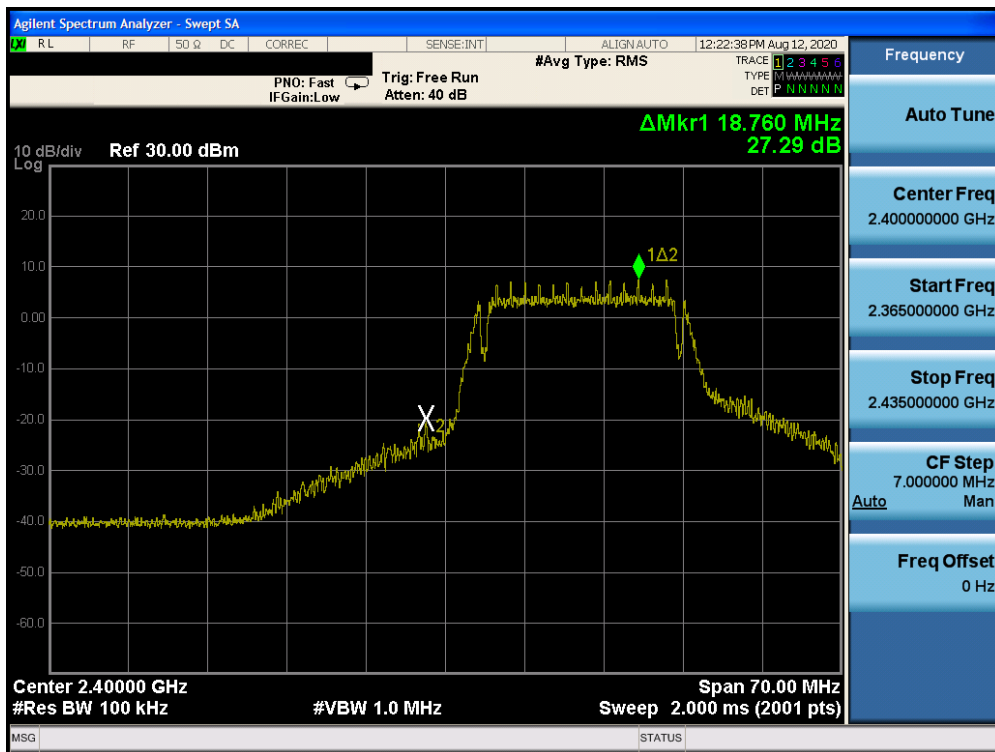 Agilent Spectrum Analyzer - Swept SA
LXI RL RF 50 Ω DC CORREC SENSE:INT ALIGN AUTO 12:22:38 PM Aug 12, 2020
Frequency
#Avg Type: RMS
TRACE 1 2 3 4 5 6
PNO: Fast Trig: Free Run
TYPE M WWWWW
IFGain:Low Atten: 40 dB
DET P N N N N N
Auto Tune
ΔMkr1 18.760 MHz
27.29 dB
10 dB/div Ref 30.00 dBm
Log
Center Freq
2.400000000 GHz
20.0
10.0
1Δ2
Start Freq
2.365000000 GHz
0.00
-10.0
Stop Freq
2.435000000 GHz
-20.0
X2
-30.0
CF Step
7.000000 MHz
Auto Man
-40.0
-50.0
Freq Offset
0 Hz
-60.0
Center 2.40000 GHz Span 70.00 MHz
#Res BW 100 kHz #VBW 1.0 MHz Sweep 2.000 ms (2001 pts)
MSG STATUS